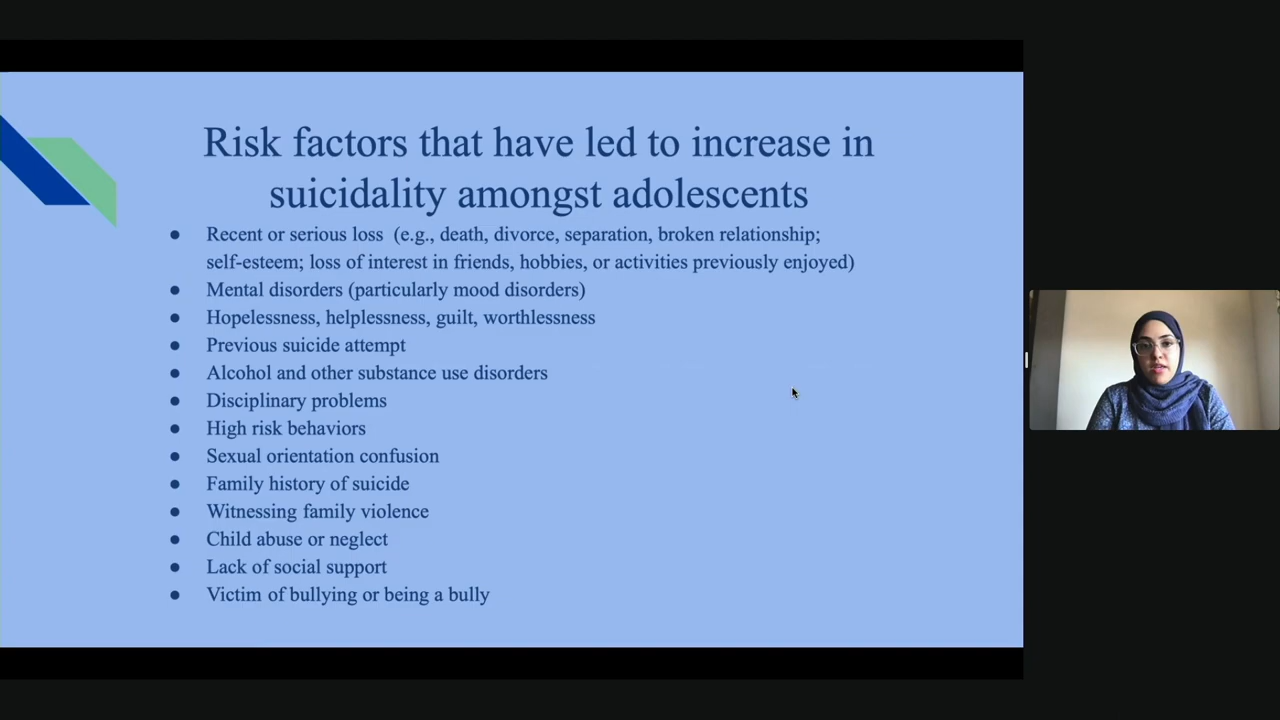 Risk factors that have led to increase in
suicidality amongst adolescents
● Recent or serious loss (e.g., death, divorce, separation, broken relationship;
self-esteem; loss of interest in friends, hobbies, or activities previously enjoyed)
● Mental disorders (particularly mood disorders)
● Hopelessness, helplessness, guilt, worthlessness
● Previous suicide attempt
● Alcohol and other substance use disorders
● Disciplinary problems
● High risk behaviors
● Sexual orientation confusion
● Family history of suicide
● Witnessing family violence
● Child abuse or neglect
● Lack of social support
● Victim of bullying or being a bully